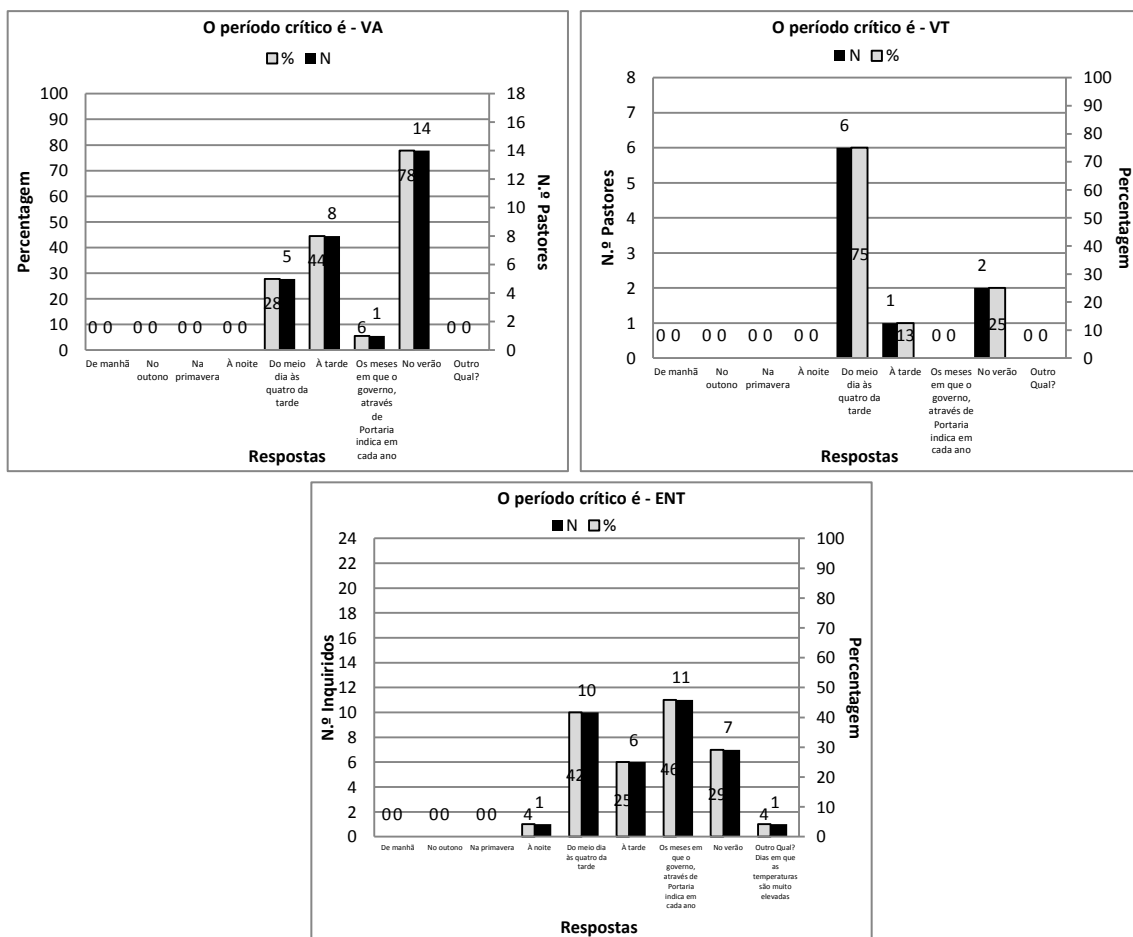 O período crítico é - VA
% N
Percentagem
100
90
80
70
60
50
40
30
20
10
0
18
16
14
12
10
8
6
4
2
0
N.º Pastores
0 0
0 0
0 0
0 0
28
5
44
8
6
1
78
14
0 0
De manhã
No
outono
Na
primavera
À noite
Do meio
dia às
quatro da
tarde
À tarde
Os meses
em que o
governo,
através
de
Portaria
indica em
cada ano
No verão
Outro
Qual?
Respostas
O período crítico é - VT
N %
N.º Pastores
8
7
6
5
4
3
2
1
0
100
90
80
70
60
50
40
30
20
10
0
Percentagem
0 0
0 0
0 0
0 0
6
75
1
13
0 0
2
25
0 0
De manhã
No
outono
Na
primavera
À noite
Do meio
dia às
quatro da
tarde
À tarde
Os meses
em que o
governo,
através de
Portaria
indica em
cada ano
No verão
Outro
Qual?
Respostas
O período crítico é - ENT
N %
N.º Inquiridos
24
22
20
18
16
14
12
10
8
6
4
2
0
100
90
80
70
60
50
40
30
20
10
0
Percentagem
0 0
0 0
0 0
4
1
42
10
25
6
46
11
29
7
4
1
De manhã
No outono
Na primavera
À noite
Do meio dia
às quatro da
tarde
À tarde
Os meses em
que o
governo,
através de
Portaria
indica em
cada ano
No verão
Outro Qual?
Dias em que
as
temperaturas
são muito
elevadas
Respostas